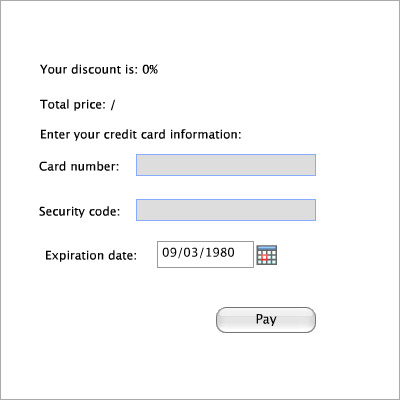 Your discount is: 0%
Total price: /
Enter your credit card information:
Card number:
Security code:
Expiration date: 09/03/1980
Pay